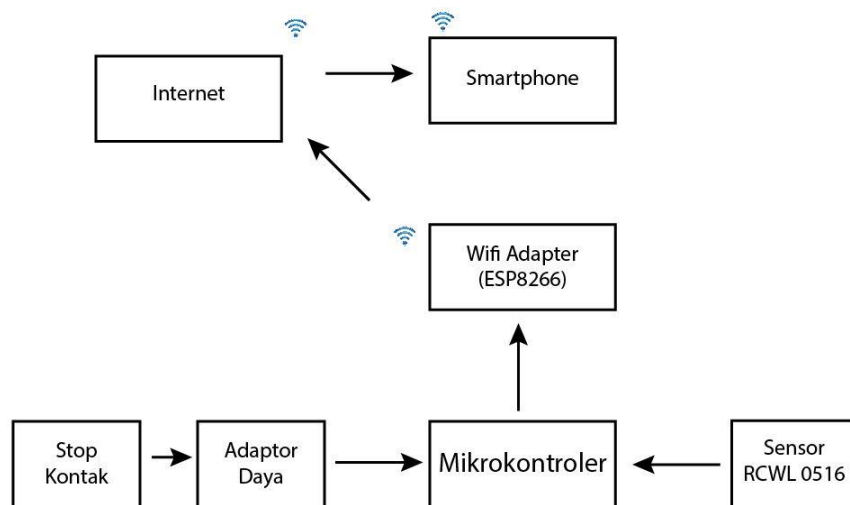 Internet
Smartphone
Wifi Adapter
(ESP8266)
Stop
Kontak
Adaptor
Daya
Mikrokontroler
Sensor
RCWL 0516